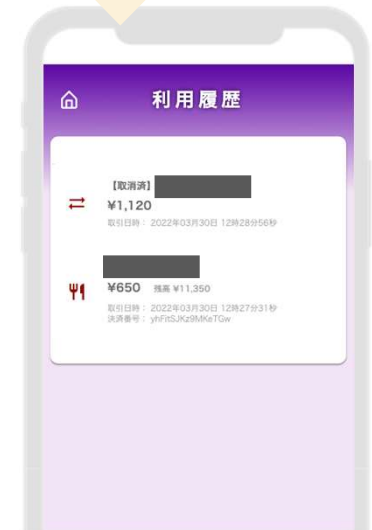 利用履歴
【取消済】
¥1,120
取引日時： 2022年03月30日 12時28分56秒
¥650 残高 ¥11,350
取引日時： 2022年03月30日 12時27分31秒
決済番号： yhFitSJKz9MKeTGw